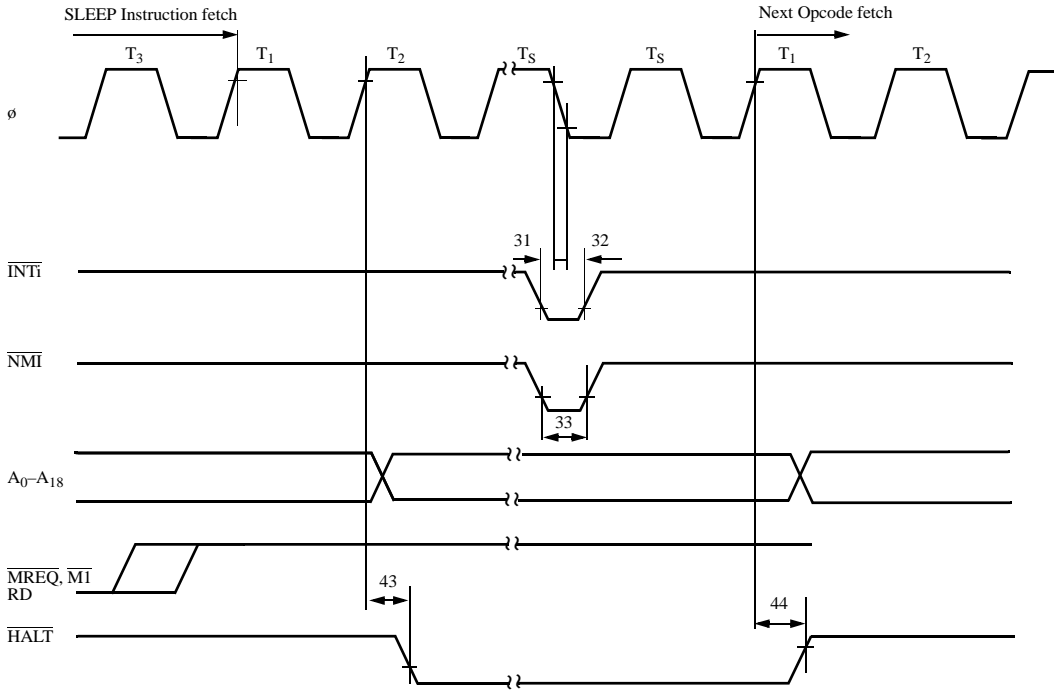 SLEEP Instruction fetch
Next Opcode fetch
T3 T1 T2 TS TS T1 T2
ø
31 32
INTi
NMI
33
A0–A18
MREQ, M1
RD
43
44
HALT